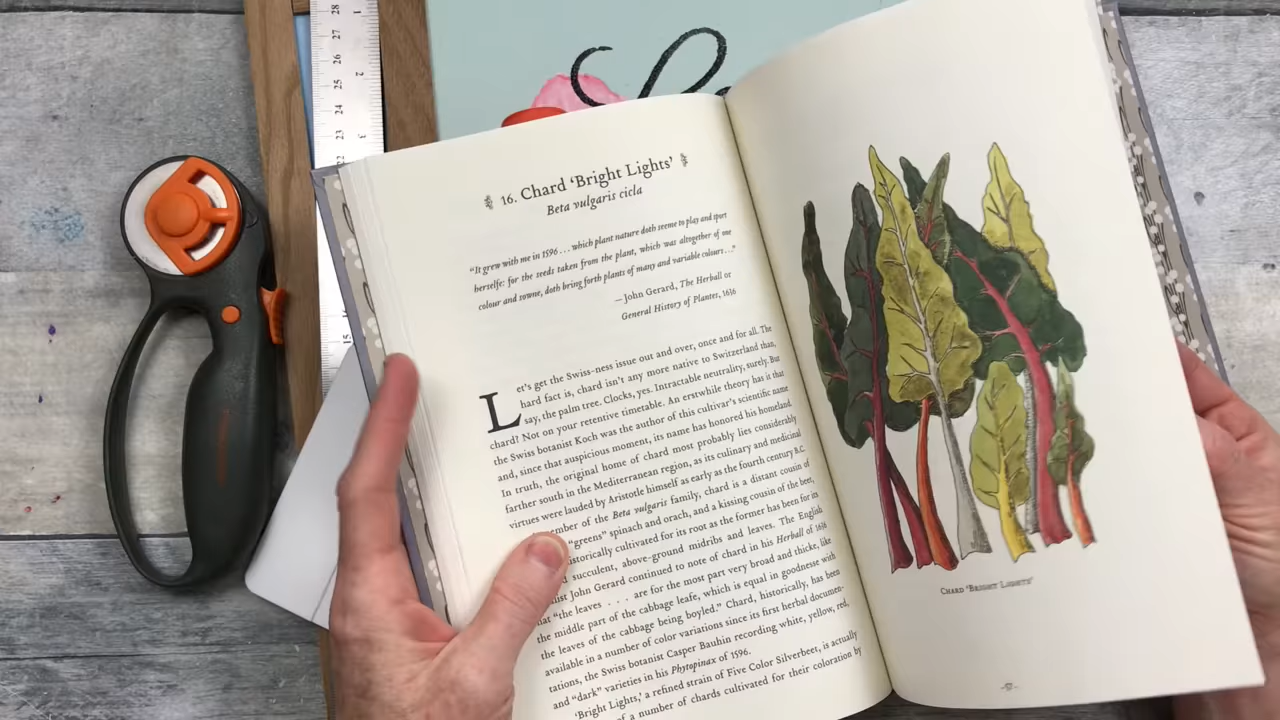 16. Chard ‘Bright Lights’
Beta vulgaris cicla
“It grew with me in 1596 . . . which plant nature doth seeme to play and sport
herselfe: for the seeds taken from the plant, which was altogether of one
colour and sowne, doth bring forth plants of many and variable colours . . .”
—John Gerard, The Herball or
General History of Plantes, 1636
Let’s get the Swiss-ness issue out and over, once and for all. The
hard fact is, chard isn’t any more native to Switzerland than,
say, the palm tree. Clocks, yes. Intractable neutrality, surely. But
chard? Not on your retentive timetable. An erstwhile theory has it that
the Swiss botanist Koch was the author of this cultivar’s scientific name
and, since that auspicious moment, its name has honored his homeland.
In truth, the original home of chard most probably lies considerably
farther south in the Mediterranean region, as its culinary and medicinal
virtues were lauded by Aristotle himself as early as the fourth century B.C.
ember of the Beta vulgaris family, chard is a distant cousin of
“greens” spinach and orach, and a kissing cousin of the beet,
istorically cultivated for its root as the former has been for its
succulent, above-ground midribs and leaves. The English
ist John Gerard continued to note of chard in his Herball of 1636
hat “the leaves . . . are for the most part very broad and thicke, like
the middle part of the cabbage leafe, which is equal in goodness with
the leaves of the cabbage being boyled.” Chard, historically, has been
available in a number of color variations since its first herbal documen-
tations, the Swiss botanist Casper Bauhin recording white, yellow, red,
and “dark” varieties in his Phytopinax of 1596.
‘Bright Lights,’ a refined strain of Five Color Silverbeet, is actually
of a number of chards cultivated for their coloration by
Chard ‘Bright Lights’
28
27
26
25
24
23
22
15